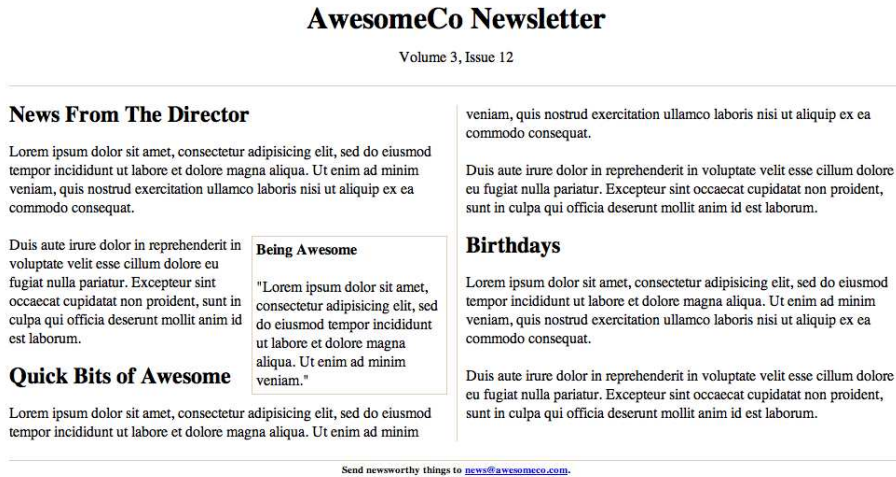 AwesomeCo Newsletter
Volume 3, Issue 12
News From The Director
Lorem ipsum dolor sit amet, consectetur adipisicing elit, sed do eiusmod
tempor incididunt ut labore et dolore magna aliqua. Ut enim ad minim
veniam, quis nostrud exercitation ullamco laboris nisi ut aliquip ex ea
commodo consequat.
Duis aute irure dolor in reprehenderit in
voluptate velit esse cillum dolore eu
fugiat nulla pariatur. Excepteur sint
occaecat cupidatat non proident, sunt in
culpa qui officia deserunt mollit anim id
est laborum.
Being Awesome
"Lorem ipsum dolor sit amet,
consectetur adipisicing elit, sed
do eiusmod tempor incididunt
ut labore et dolore magna
aliqua. Ut enim ad minim
veniam."
Quick Bits of Awesome
Lorem ipsum dolor sit amet, consectetur adipisicing elit, sed do eiusmod
tempor incididunt ut labore et dolore magna aliqua. Ut enim ad minim
veniam, quis nostrud exercitation ullamco laboris nisi ut aliquip ex ea
commodo consequat.
Duis aute irure dolor in reprehenderit in voluptate velit esse cillum dolore
eu fugiat nulla pariatur. Excepteur sint occaecat cupidatat non proident,
sunt in culpa qui officia deserunt mollit anim id est laborum.
Birthdays
Lorem ipsum dolor sit amet, consectetur adipisicing elit, sed do eiusmod
tempor incididunt ut labore et dolore magna aliqua. Ut enim ad minim
veniam, quis nostrud exercitation ullamco laboris nisi ut aliquip ex ea
commodo consequat.
Duis aute irure dolor in reprehenderit in voluptate velit esse cillum dolore
eu fugiat nulla pariatur. Excepteur sint occaecat cupidatat non proident,
sunt in culpa qui officia deserunt mollit anim id est laborum.
Send newsworthy things to news@awesomeco.com.